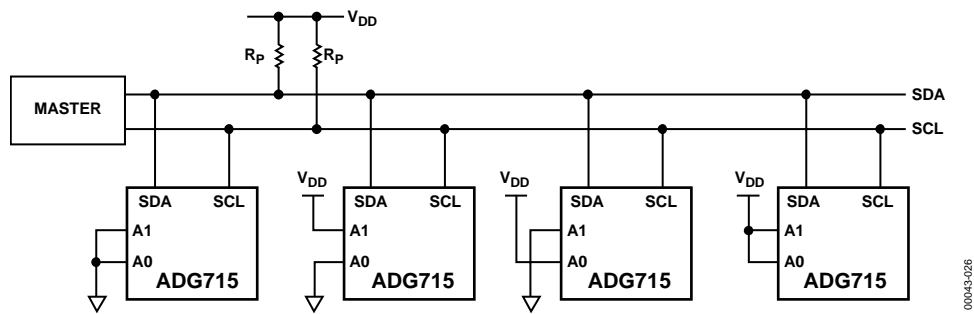 VDD
RP RP
MASTER
SDA
SCL
VDD VDD VDD
SDA SCL SDA SCL SDA SCL SDA SCL
A1 A1 A1 A1
A0 A0 A0 A0
ADG715 ADG715 ADG715 ADG715
00043-026